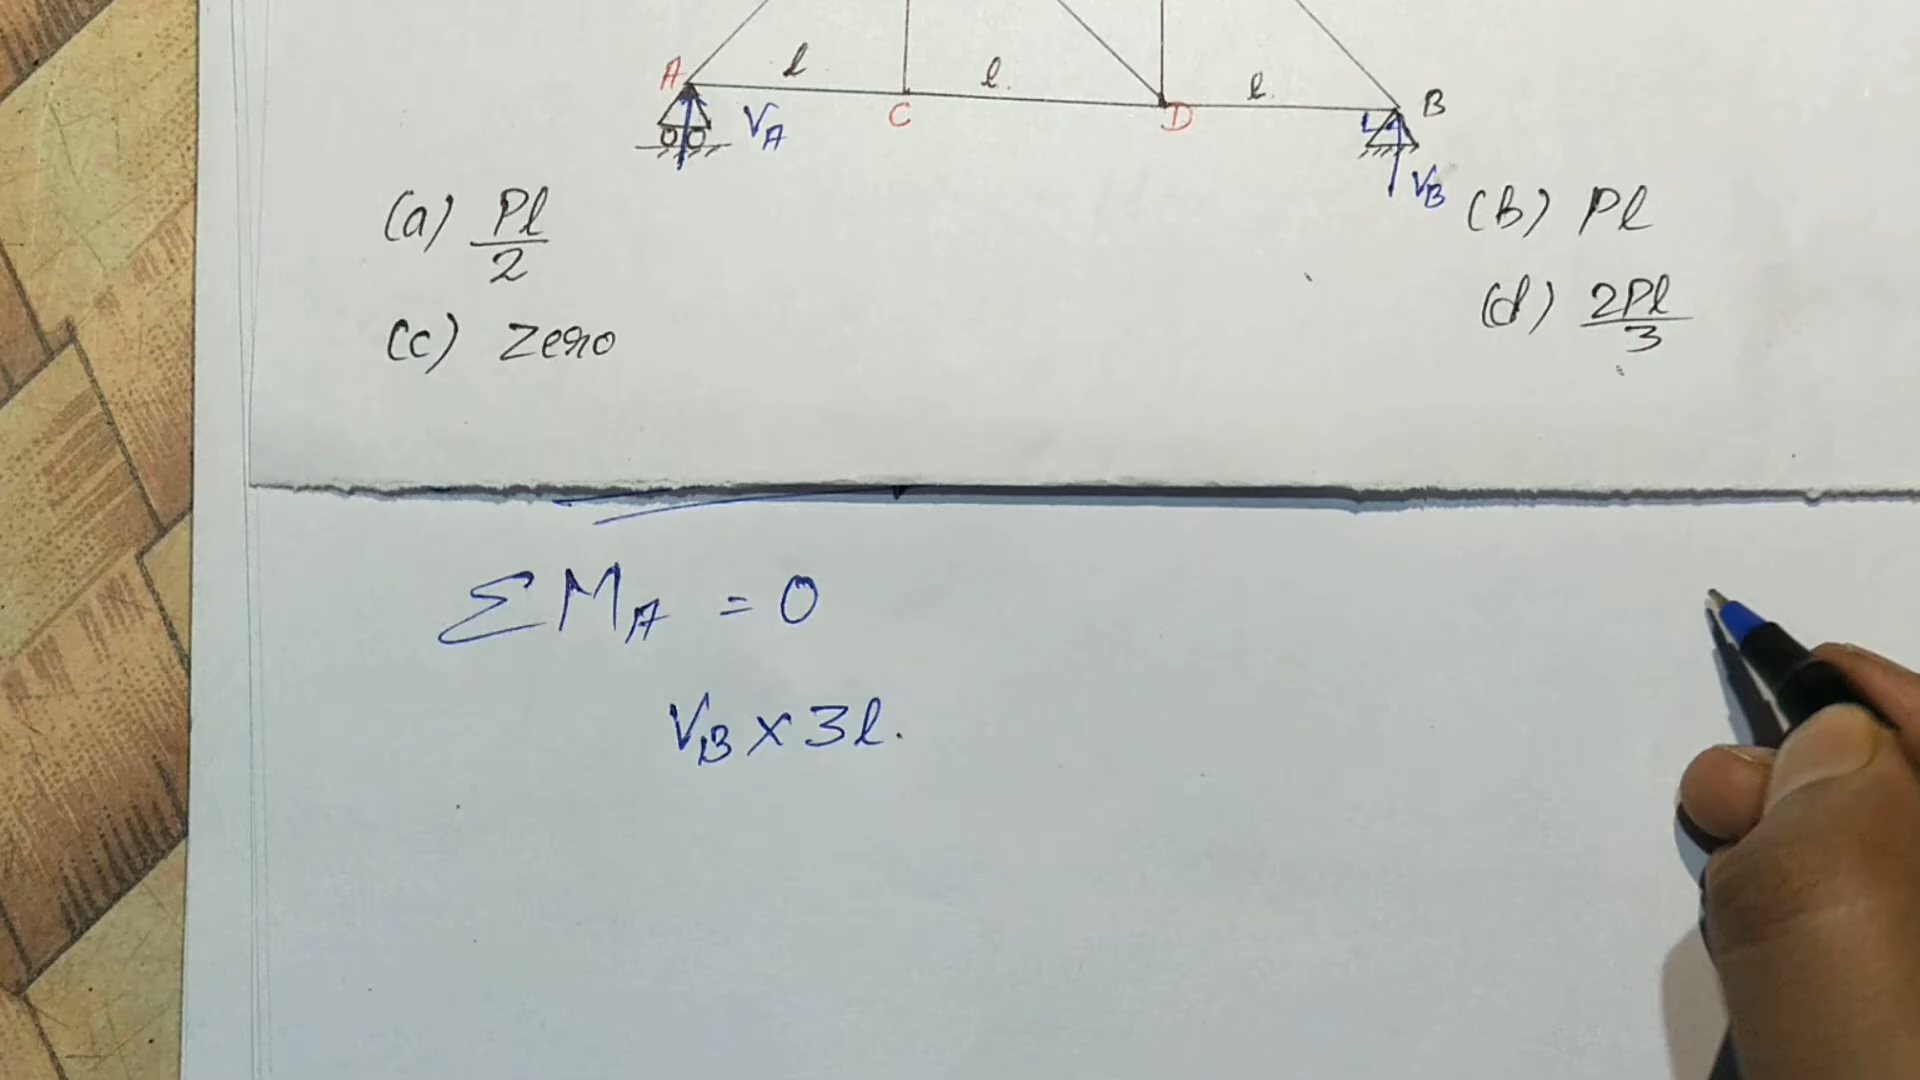 A l l. l. B
V_A C D
V_B
(a) Pl/2 (b) Pl
(c) Zero (d) 2Pl/3
ΣM_A = 0
V_B × 3l.